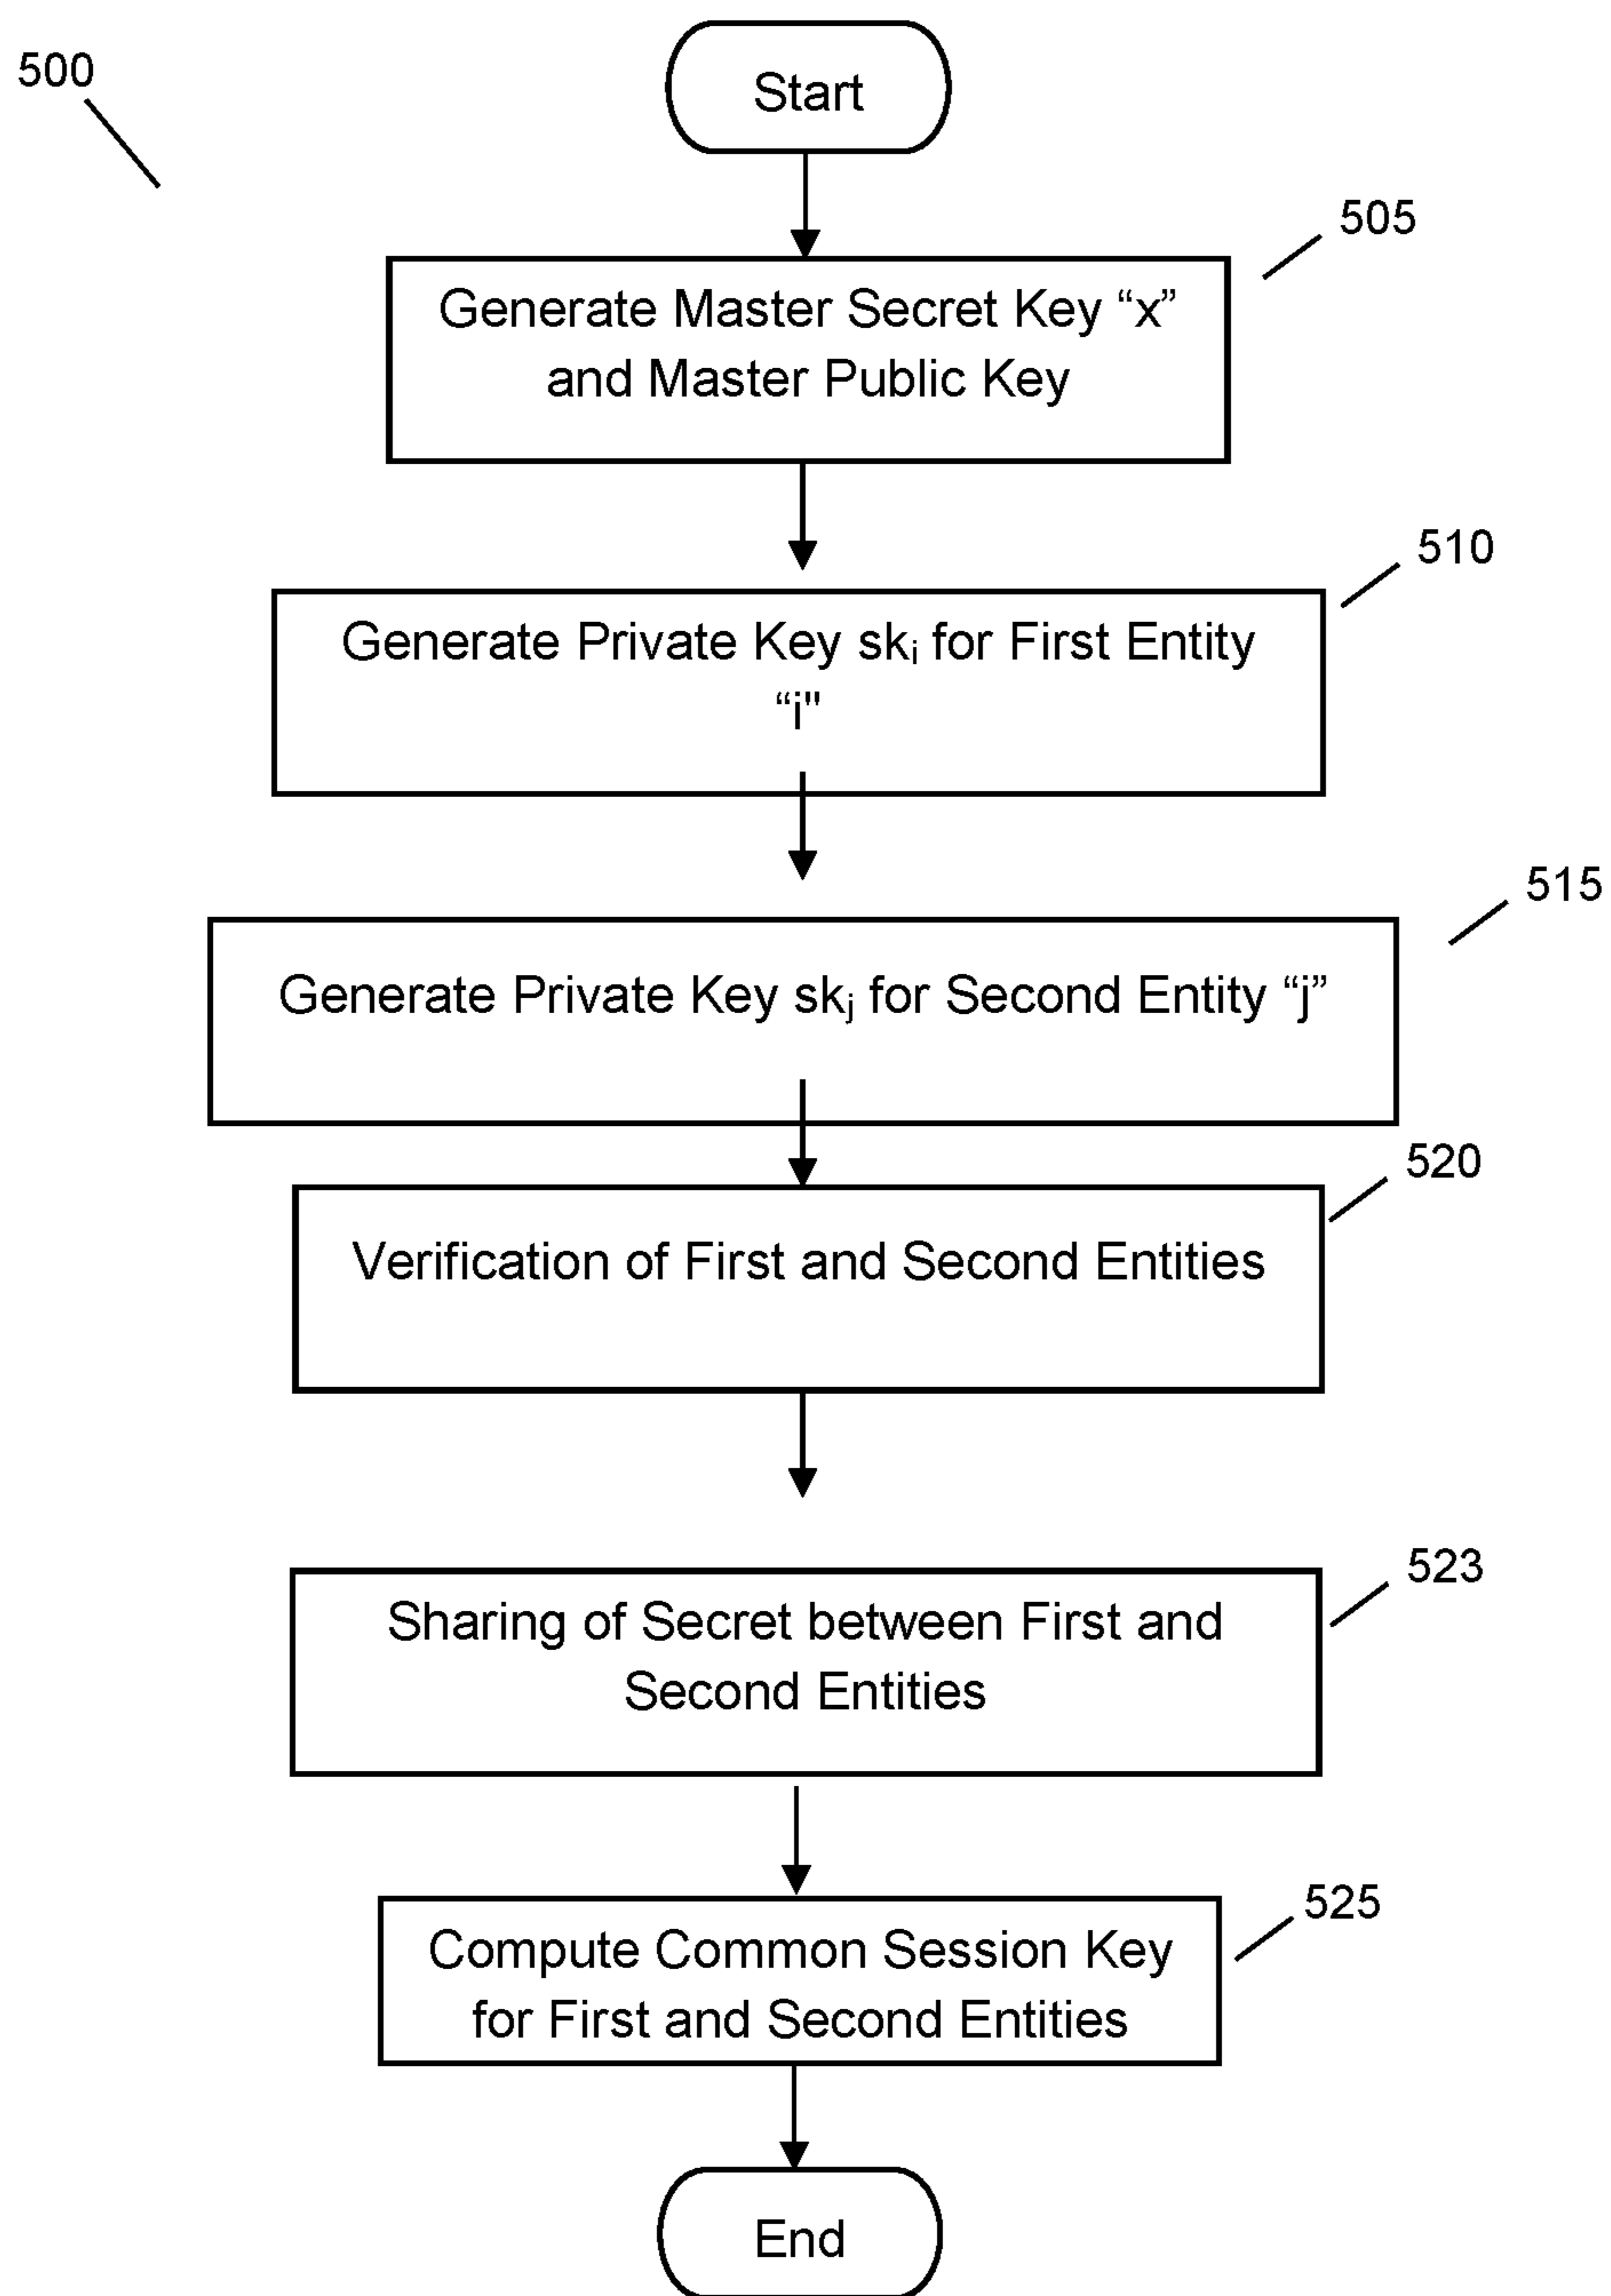 500
Start
505
Generate Master Secret Key “x”
and Master Public Key
510
Generate Private Key skᵢ for First Entity
“i"
515
Generate Private Key skⱼ for Second Entity “j”
520
Verification of First and Second Entities
523
Sharing of Secret between First and
Second Entities
525
Compute Common Session Key
for First and Second Entities
End